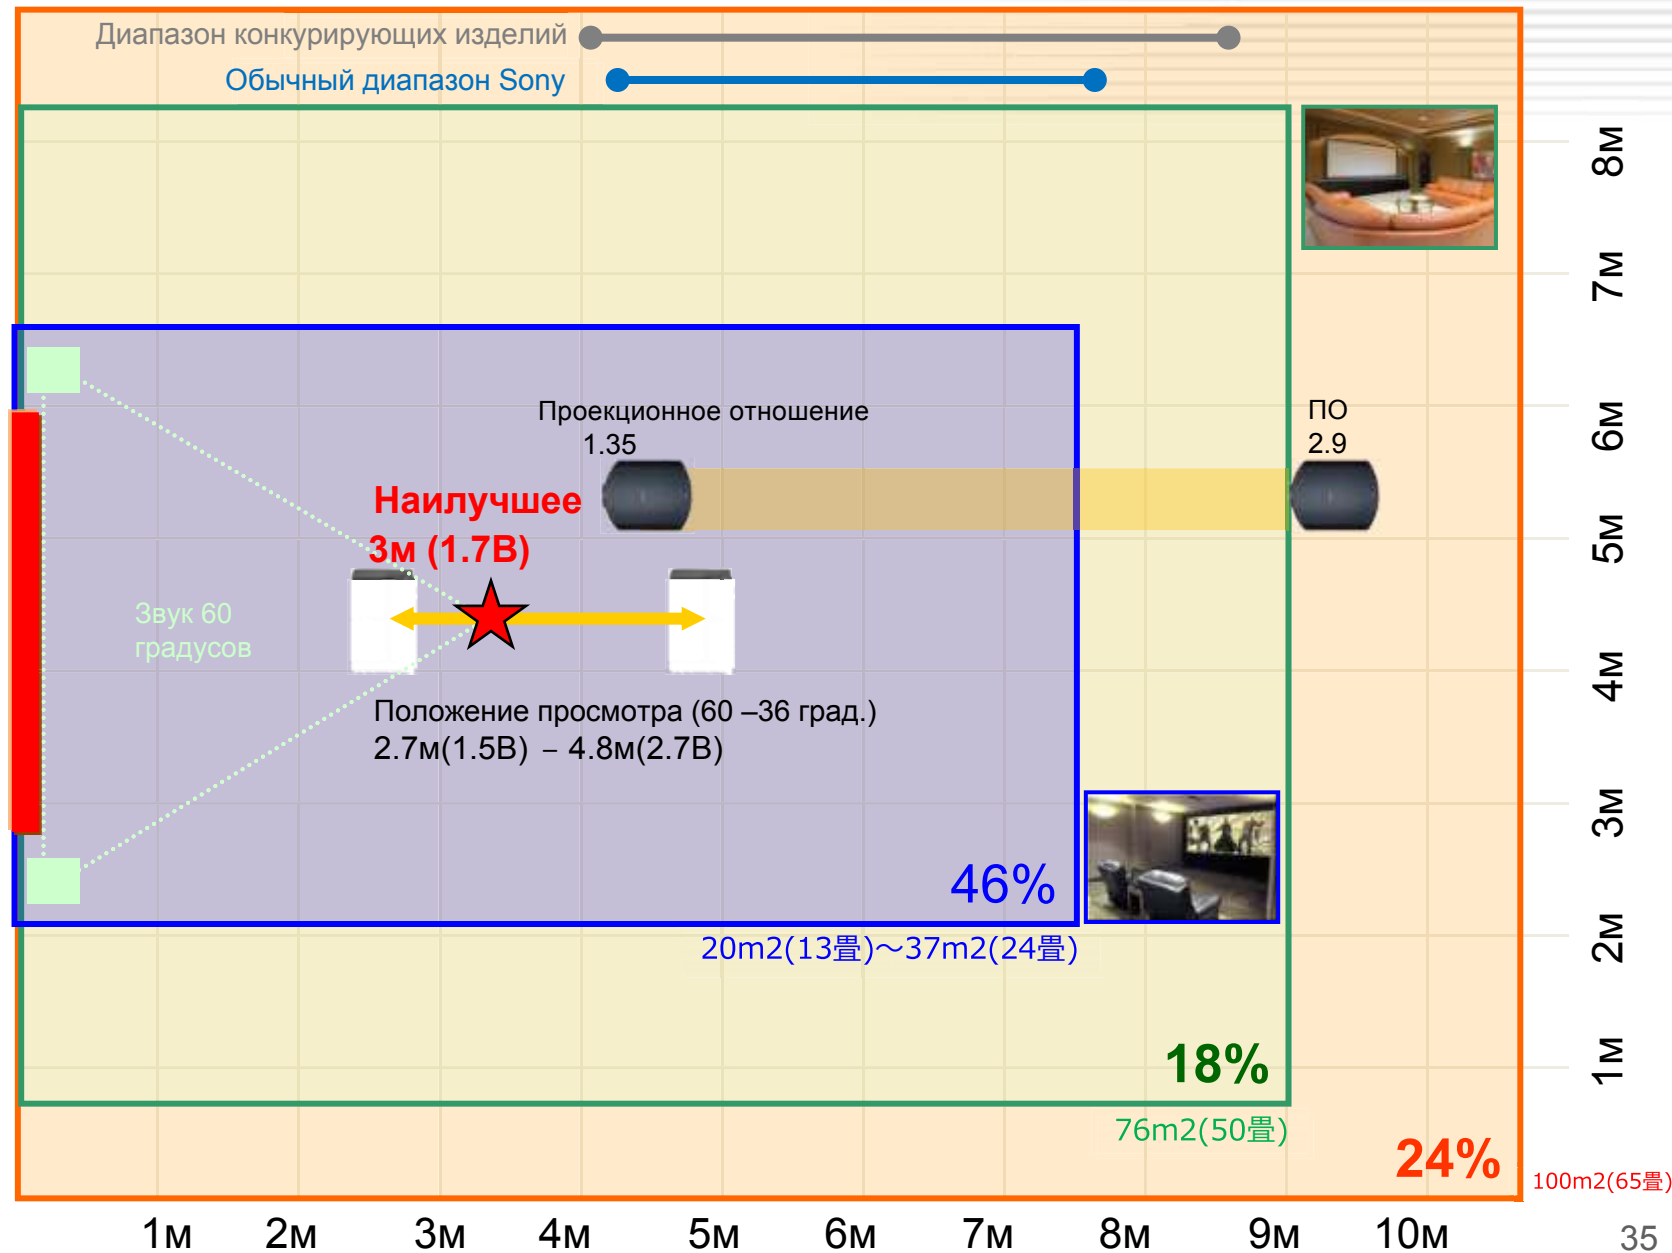 Диапазон конкурирующих изделий
Обычный диапазон Sony
8м
7м
6м
5м
4м
3м
2м
1м
Проекционное отношение
1.35
ПО
2.9
Наилучшее
3м (1.7В)
Звук 60
градусов
Положение просмотра (60 –36 град.)
2.7м(1.5В) – 4.8м(2.7В)
46%
20m2(13畳)～37m2(24畳)
18%
76m2(50畳)
24%
100m2(65畳)
1м 2м 3м 4м 5м 6м 7м 8м 9м 10м
35